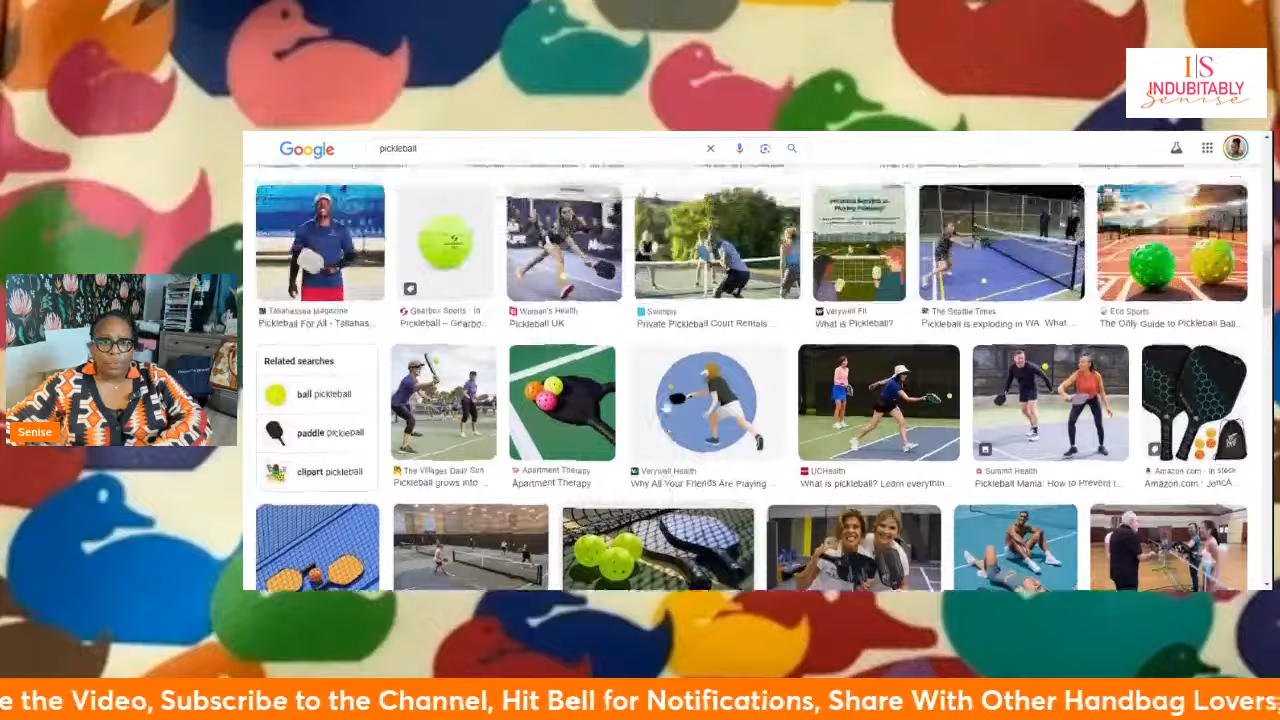 I|S
INDUBITABLY
Senise
Google
pickleball
Tallahassee Magazine
Pickleball For All - Tallahas...
Gearbox Sports - In
Pickleball – Gearbo...
Women's Health
Pickleball UK
Swimply
Private Pickleball Court Rentals ...
Verywell Fit
What is Pickleball?
The Seattle Times
Pickleball is exploding in WA. What ...
Eco Sports
The Only Guide to Pickleball Ball...
Related searches
ball pickleball
paddle pickleball
clipart pickleball
The Villages Daily Sun
Pickleball grows into ...
Apartment Therapy
Apartment Therapy
Verywell Health
Why All Your Friends Are Playing ...
UCHealth
What is pickleball? Learn everythin...
Summit Health
Pickleball Mania: How to Prevent I...
Amazon.com · In stock
Amazon.com : JoncA...
Senise
e the Video, Subscribe to the Channel, Hit Bell for Notifications, Share With Other Handbag Lovers,